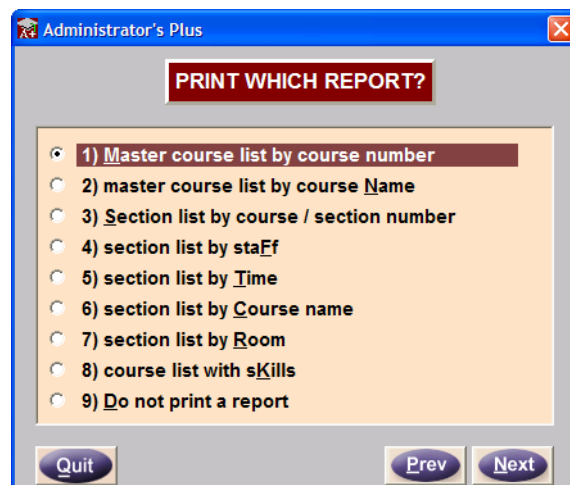 Administrator's Plus
PRINT WHICH REPORT?
1) Master course list by course number
2) master course list by course Name
3) Section list by course / section number
4) section list by staFf
5) section list by Time
6) section list by Course name
7) section list by Room
8) course list with sKills
9) Do not print a report
Quit Prev Next